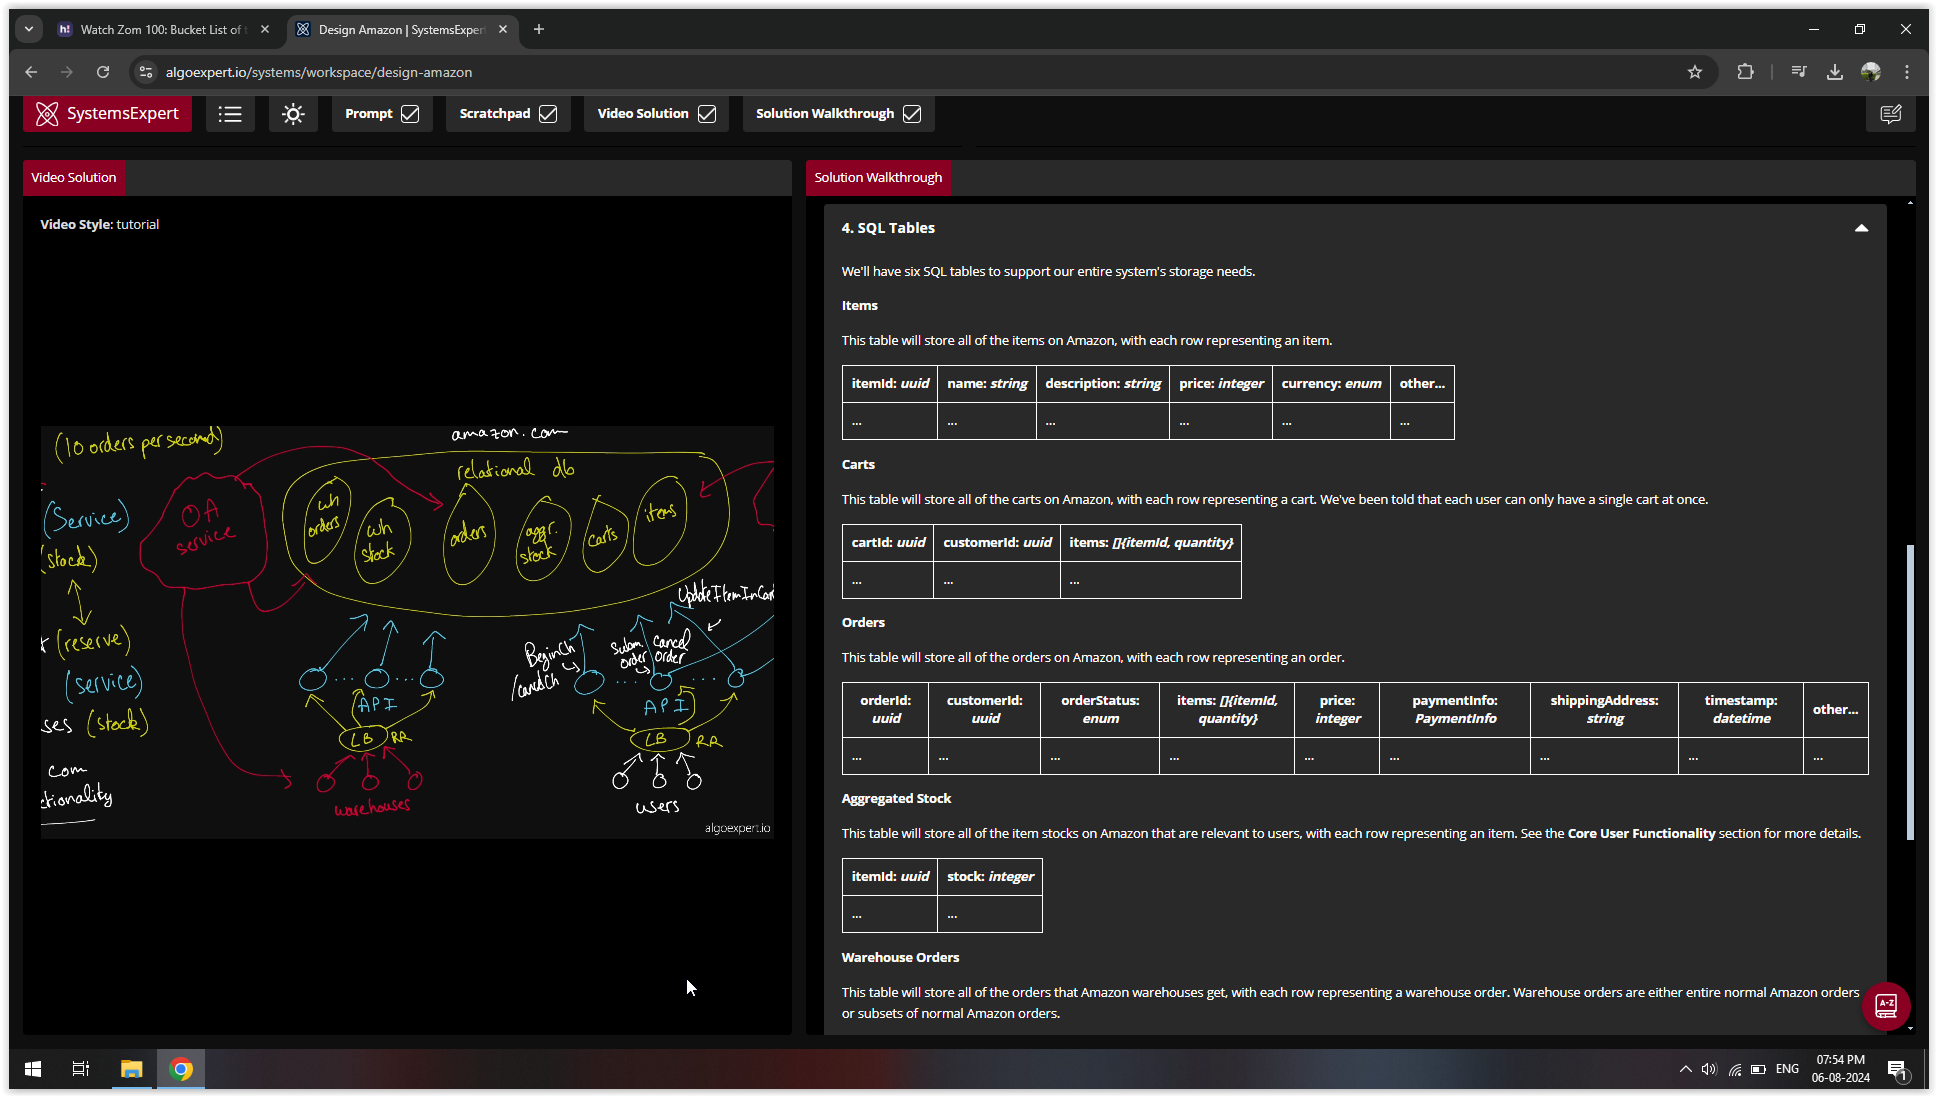 Watch Zom 100: Bucket List of
Design Amazon | SystemsExpert
algoexpert.io/systems/workspace/design-amazon
SystemsExpert
Prompt
Scratchpad
Video Solution
Solution Walkthrough
Video Solution
Video Style: tutorial
(10 orders per second)
amazon.com
relational db
OA
service
wh
orders
wh
stock
orders
aggr.
stock
carts
items
(Service)
(stock)
(reserve)
(service)
ses (stock)
com
ctionality
UpdateItemInCart
BeginCh
/cancelCh
Subm.
order
Cancel
Order
API
API
LB RR
LB RR
warehouses
users
algoexpert.io
Solution Walkthrough
4. SQL Tables
We'll have six SQL tables to support our entire system's storage needs.
Items
This table will store all of the items on Amazon, with each row representing an item.
itemId: uuid name: string description: string price: integer currency: enum other...
... ... ... ... ... ...
Carts
This table will store all of the carts on Amazon, with each row representing a cart. We've been told that each user can only have a single cart at once.
cartId: uuid customerId: uuid items: []{itemId, quantity}
... ... ...
Orders
This table will store all of the orders on Amazon, with each row representing an order.
orderId: uuid customerId: uuid orderStatus: enum items: []{itemId, quantity} price: integer paymentInfo: PaymentInfo shippingAddress: string timestamp: datetime other...
... ... ... ... ... ... ... ... ...
Aggregated Stock
This table will store all of the item stocks on Amazon that are relevant to users, with each row representing an item. See the Core User Functionality section for more details.
itemId: uuid stock: integer
... ...
Warehouse Orders
This table will store all of the orders that Amazon warehouses get, with each row representing a warehouse order. Warehouse orders are either entire normal Amazon orders
or subsets of normal Amazon orders.
A-Z
ENG
07:54 PM
06-08-2024
1